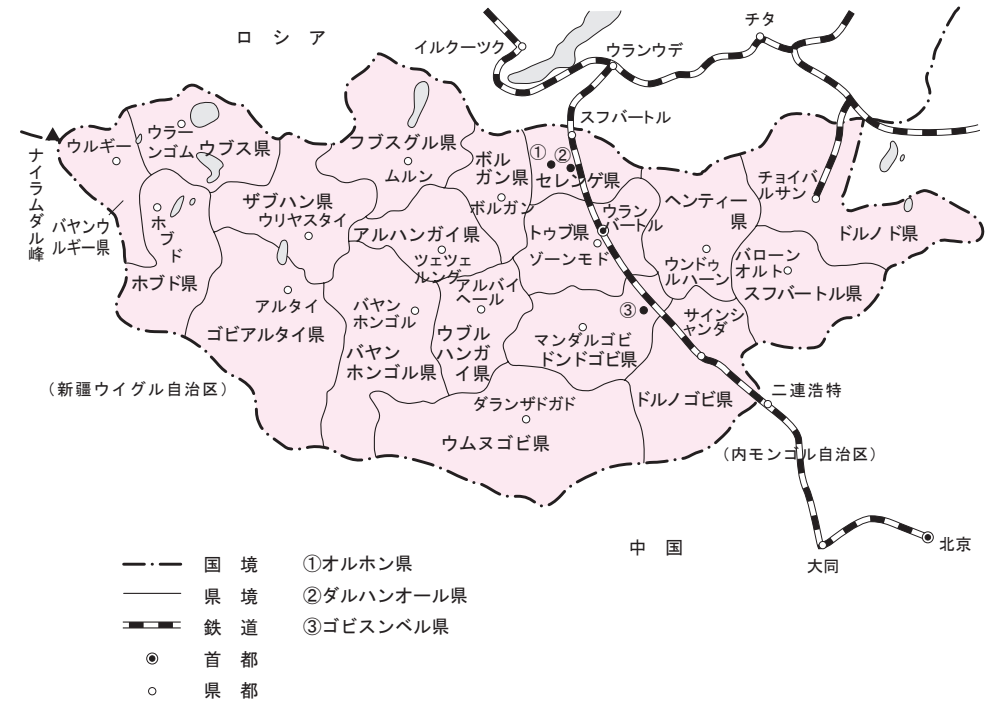 ロシア
チタ
イルクーツク
ウランウデ
スフバートル
ナイラムダル峰
ウルギー
ウラー
ンゴム
ウブス県
フブスグル県
ムルン
ボル
ガン県
ボルガン
①
②
セレンゲ県
チョイバ
ルサン
ヘンティー
県
バヤンウ
ルギー県
ホブド
ホブド県
ザブハン県
ウリヤスタイ
アルハンガイ県
ツェツェ
ルレグ
トゥブ県
ゾーンモド
ウラン
バートル
ウンドゥ
ルハーン
バローン
オルト
スフバートル県
ドルノド県
アルタイ
ゴビアルタイ県
バヤン
ホンゴル
バヤン
ホンゴル県
アルバイ
ヘール
ウブル
ハンガ
イ県
③
マンダルゴビ
ドンドゴビ県
サインシ
ャンダ
ドルノゴビ県
ダランザドガド
ウムヌゴビ県
(新疆ウイグル自治区)
二連浩特
(内モンゴル自治区)
中国
大同
北京
国境
県境
鉄道
首都
県都
①オルホン県
②ダルハンオール県
③ゴビスンベル県